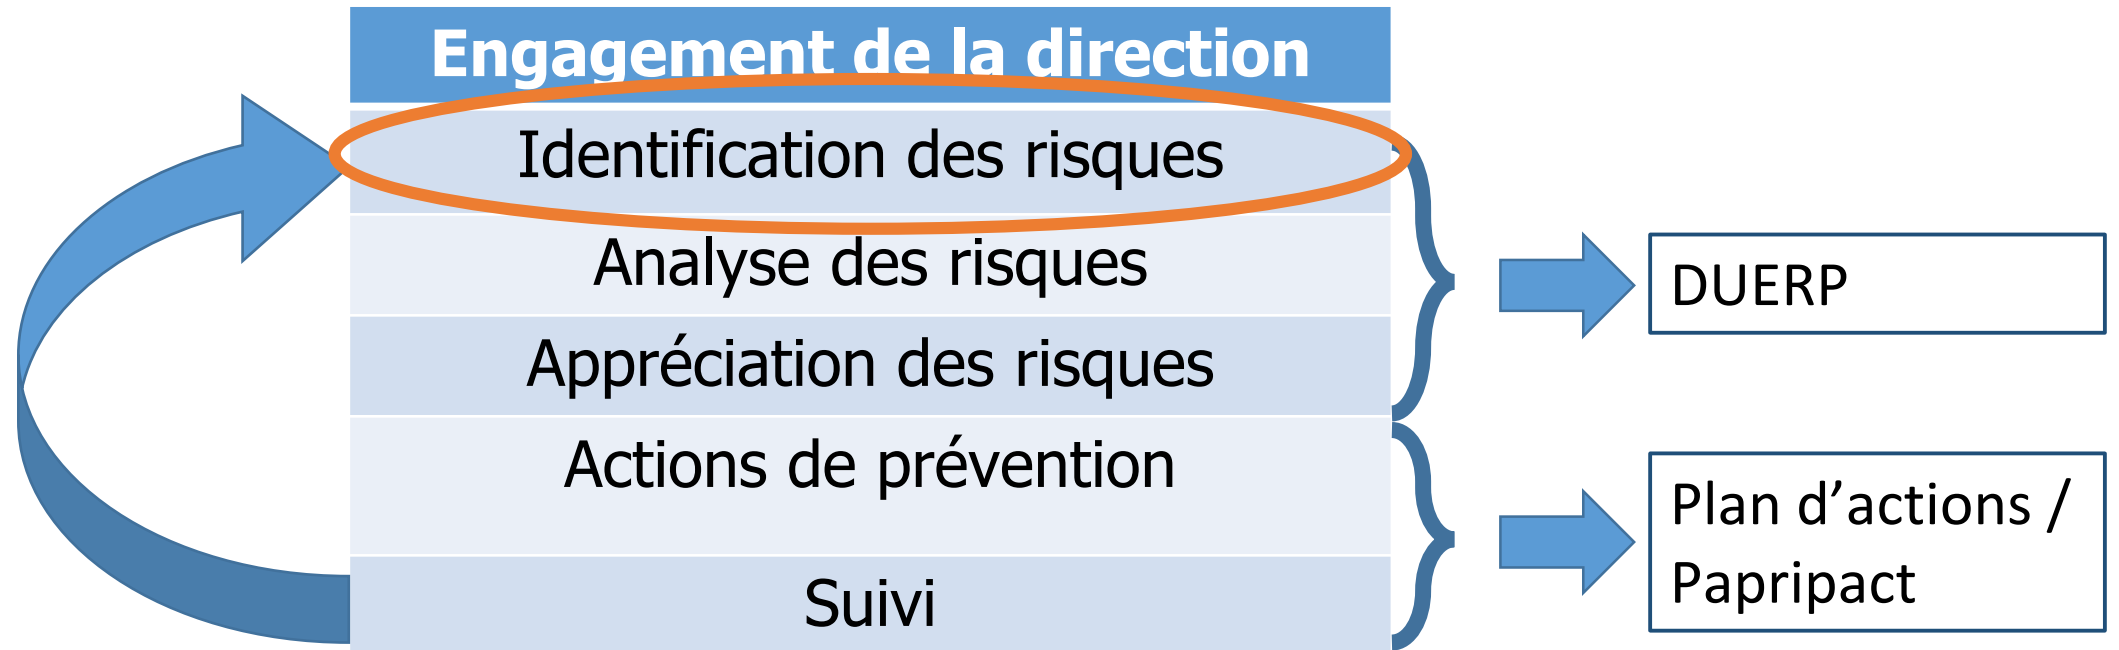 Engagement de la direction
Identification des risques
Analyse des risques
Appréciation des risques
Actions de prévention
Suivi
DUERP
Plan d’actions /
Papripact